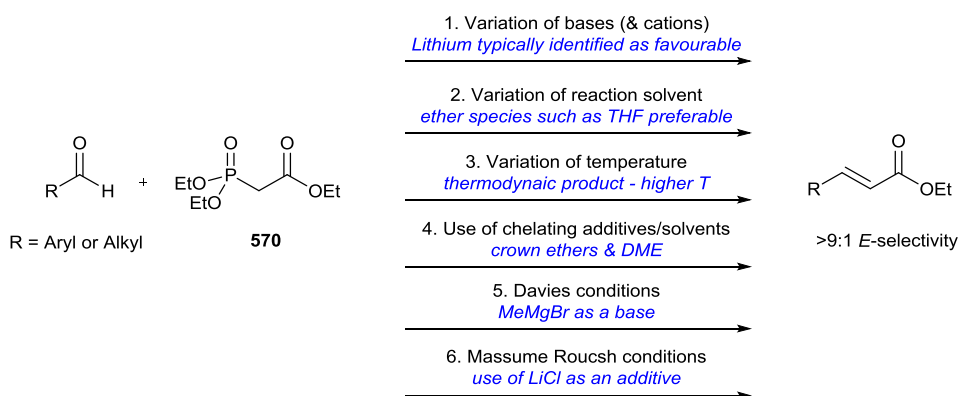 1. Variation of bases (& cations)
Lithium typically identified as favourable
2. Variation of reaction solvent
ether species such as THF preferable
3. Variation of temperature
thermodynaic product - higher T
4. Use of chelating additives/solvents
crown ethers & DME
5. Davies conditions
MeMgBr as a base
6. Massume Roucsh conditions
use of LiCl as an additive
O
R
H
+
O
O
EtO
P
EtO
OEt
R = Aryl or Alkyl
570
O
R
OEt
>9:1 E-selectivity